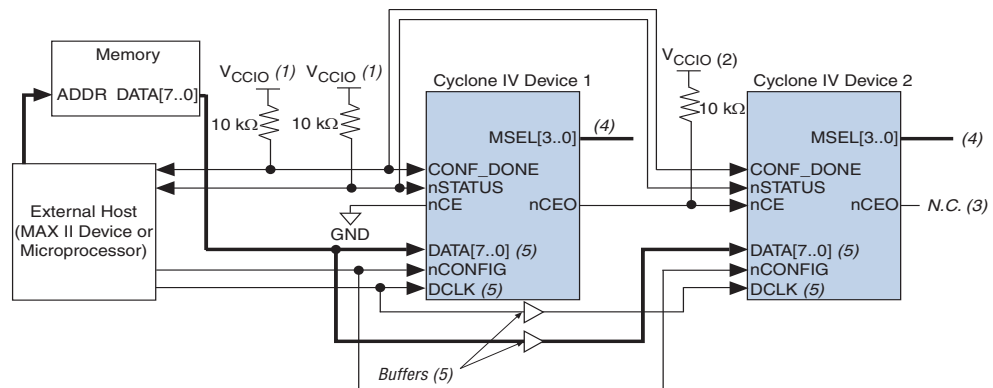 Memory
ADDR DATA[7..0]
VCCIO (1)
10 kΩ
VCCIO (1)
10 kΩ
Cyclone IV Device 1
MSEL[3..0]
(4)
CONF_DONE
nSTATUS
nCE
nCEO
GND
DATA[7..0] (5)
nCONFIG
DCLK (5)
VCCIO (2)
10 kΩ
Cyclone IV Device 2
MSEL[3..0]
(4)
CONF_DONE
nSTATUS
nCE
nCEO
N.C. (3)
DATA[7..0] (5)
nCONFIG
DCLK (5)
External Host
(MAX II Device or
Microprocessor)
Buffers (5)